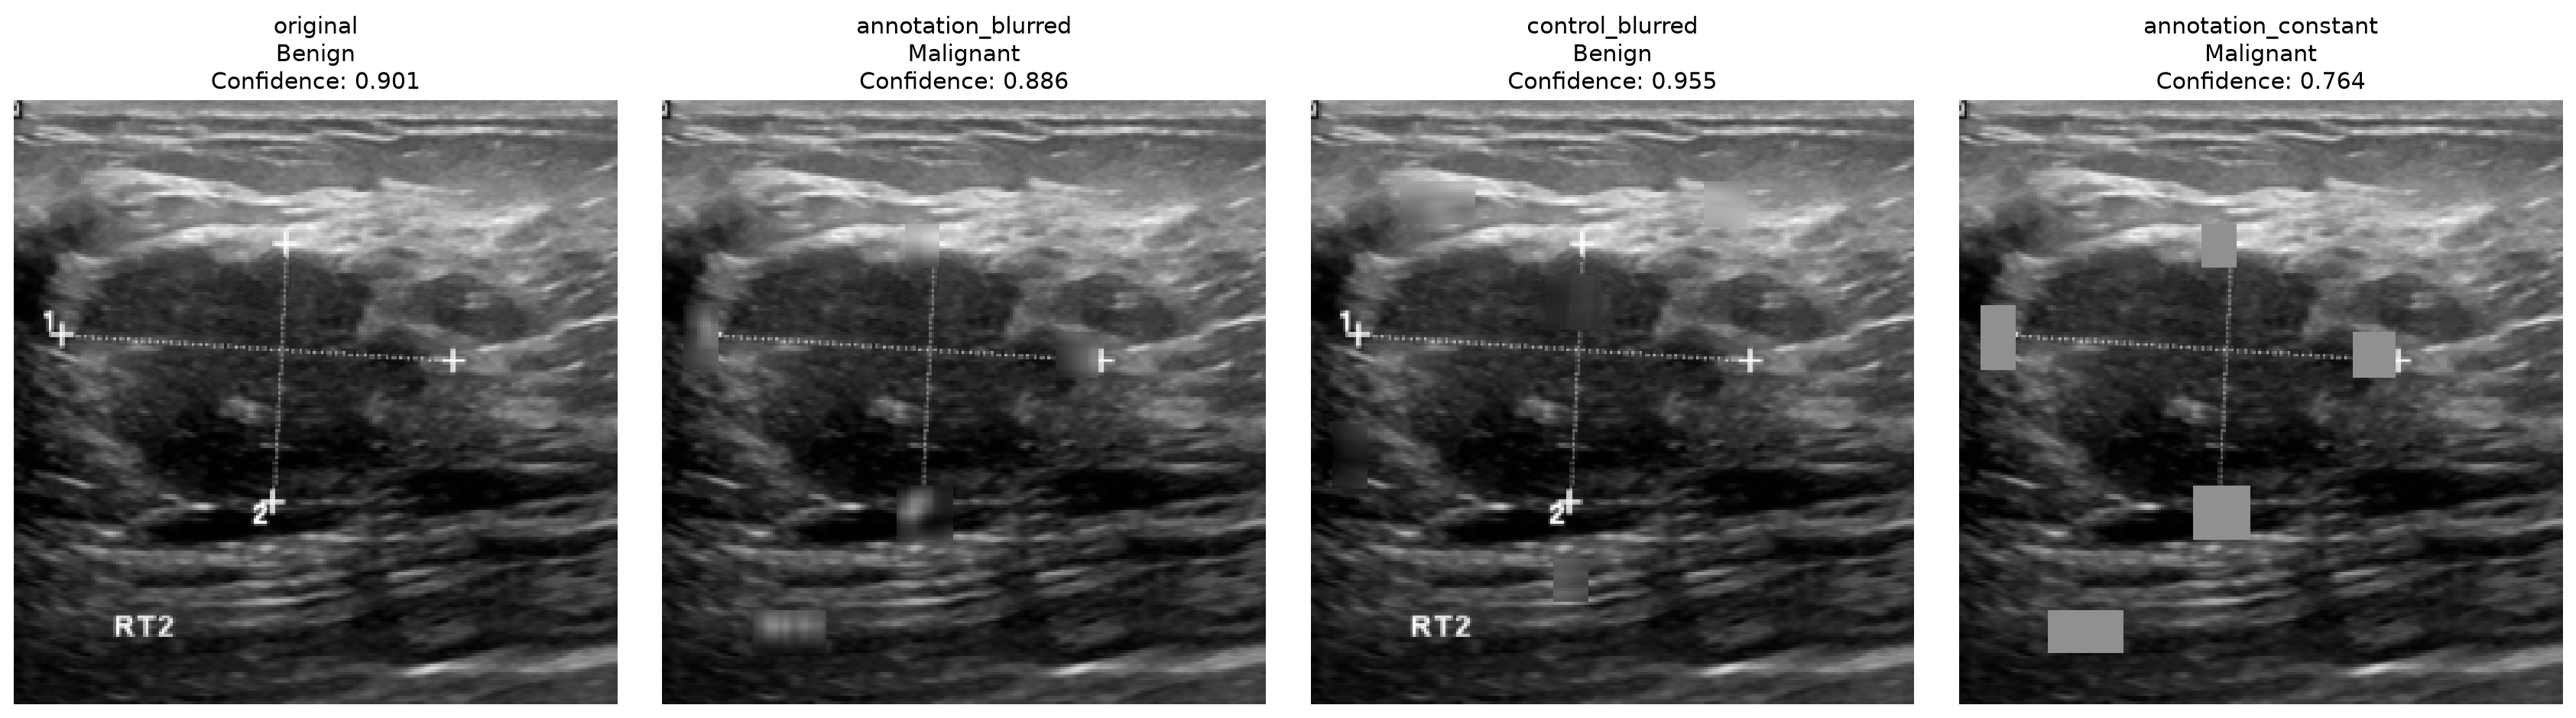 original
Benign
Confidence: 0.901
annotation_blurred
Malignant
Confidence: 0.886
control_blurred
Benign
Confidence: 0.955
annotation_constant
Malignant
Confidence: 0.764
1
2
RT2
1
2
RT2